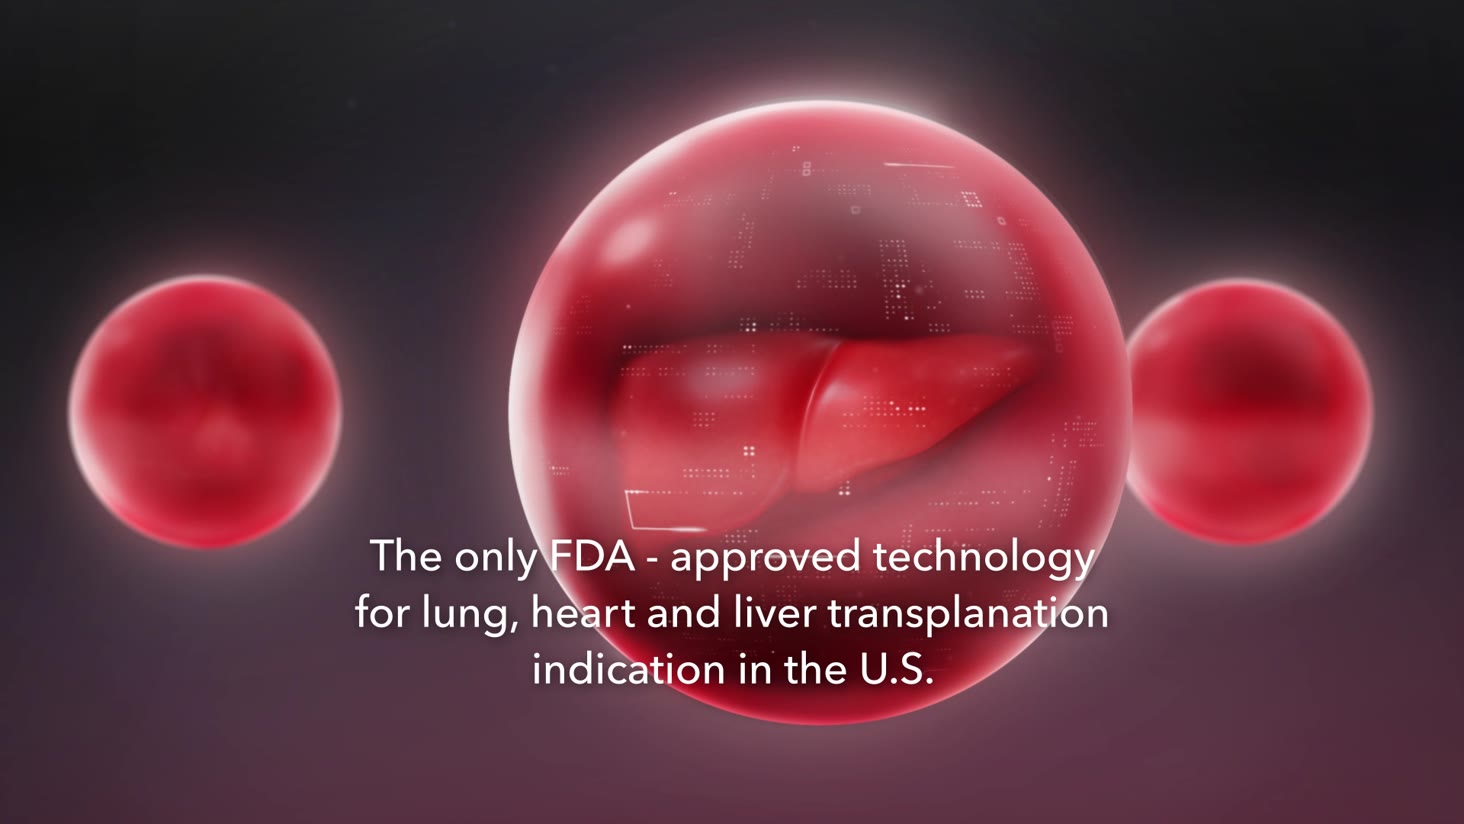 The only FDA - approved technology
for lung, heart and liver transplanation
indication in the U.S.